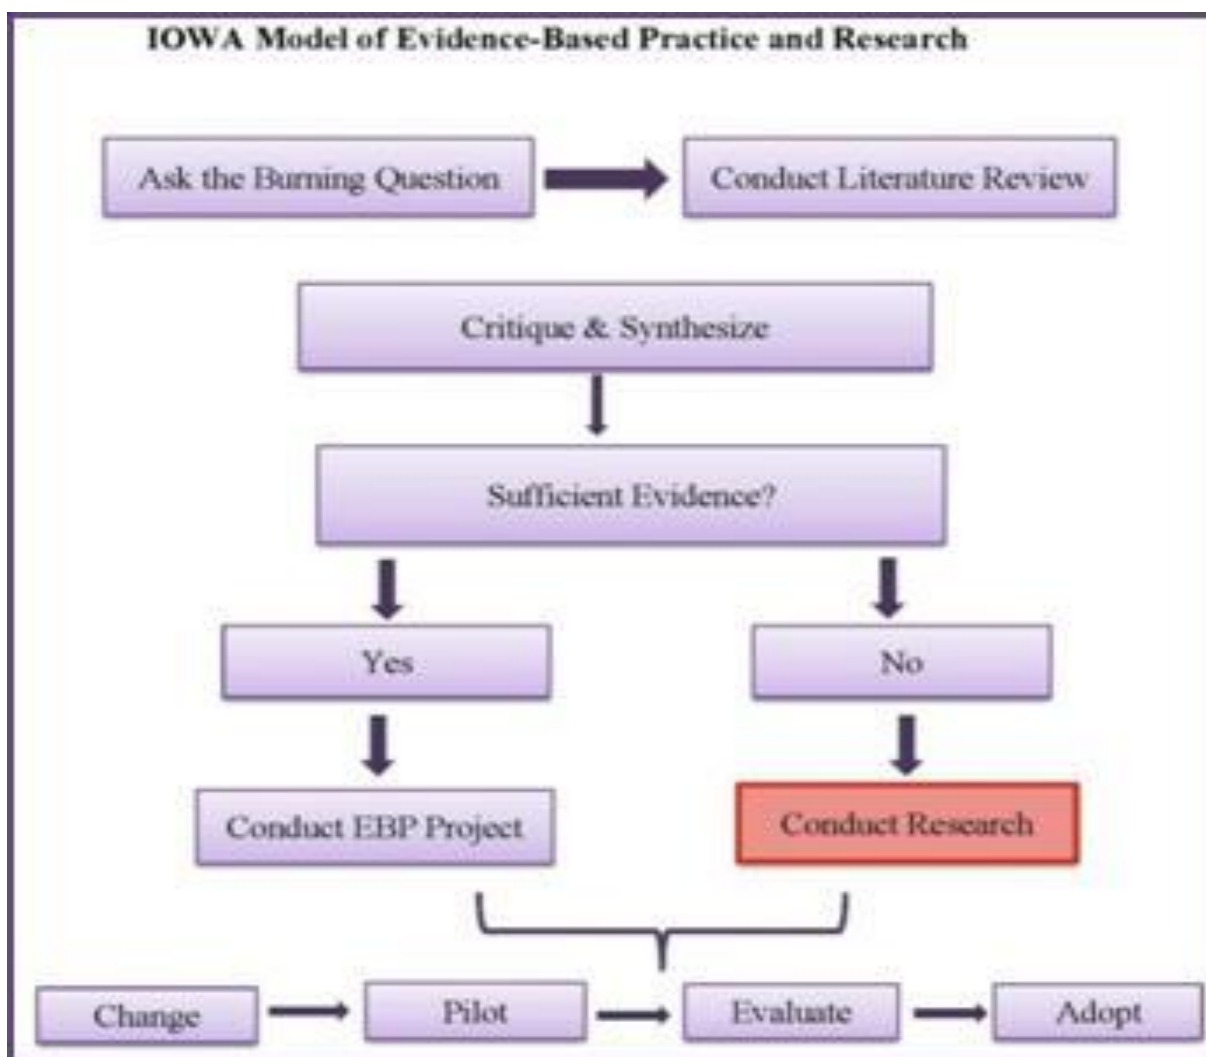 IOWA Model of Evidence-Based Practice and Research
Ask the Burning Question
Conduct Literature Review
Critique & Synthesize
Sufficient Evidence?
Yes
No
Conduct EBP Project
Conduct Research
Change
Pilot
Evaluate
Adopt